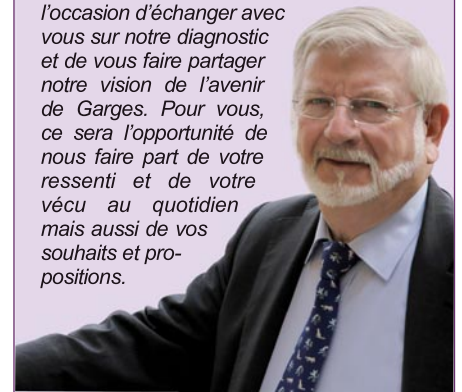 l’occasion d’échanger avec
vous sur notre diagnostic
et de vous faire partager
notre vision de l’avenir
de Garges. Pour vous,
ce sera l’opportunité de
nous faire part de votre
ressenti et de votre
vécu au quotidien
mais aussi de vos
souhaits et pro-
positions.